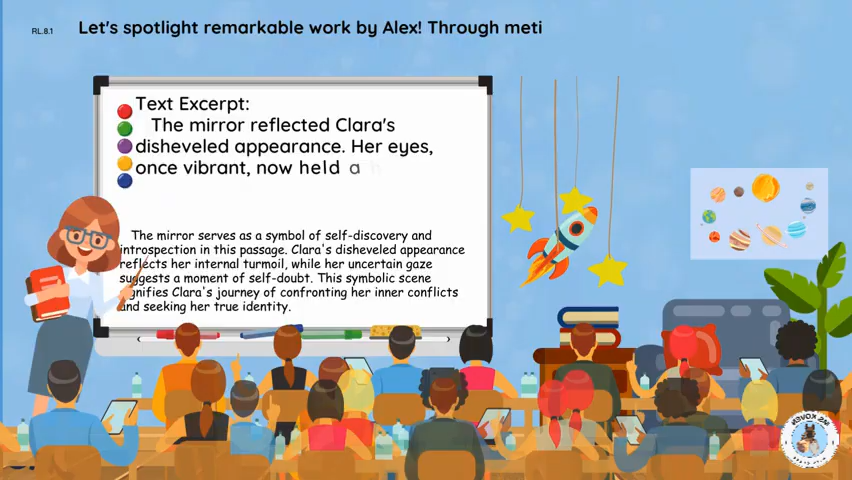 RL.8.1
Let's spotlight remarkable work by Alex! Through meti
Text Excerpt:
The mirror reflected Clara's
disheveled appearance. Her eyes,
once vibrant, now held a
The mirror serves as a symbol of self-discovery and
introspection in this passage. Clara's disheveled appearance
reflects her internal turmoil, while her uncertain gaze
suggests a moment of self-doubt. This symbolic scene
signifies Clara's journey of confronting her inner conflicts
and seeking her true identity.